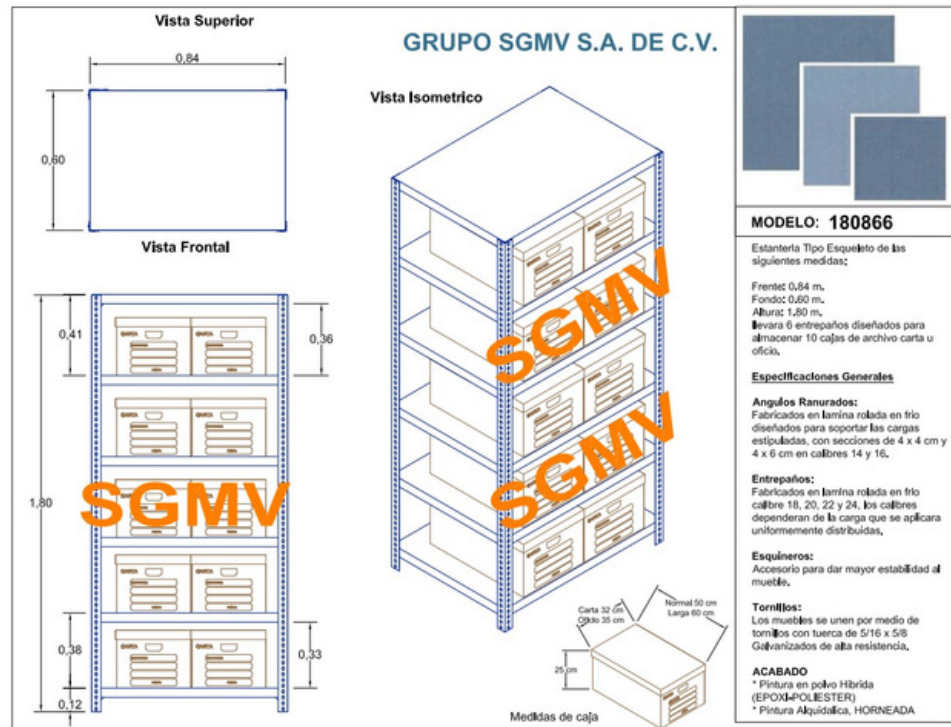 Vista Superior
GRUPO SGMV S.A. DE C.V.
0,84
Vista Isometrico
0,60
Vista Frontal
0,41
0,36
1,80
0,38
0,33
0,12
SGMV
SGMV
SGMV
Carta 32 cm
Oficio 35 cm
Normal 50 cm
Larga 60 cm
25 cm
Medidas de caja
MODELO: 180866
Estanteria Tipo Esqueleto de las
siguientes medidas:
Frente: 0.84 m.
Fondo: 0.60 m.
Altura: 1.80 m.
llevara 6 entrepaños diseñados para
almacenar 10 cajas de archivo carta u
oficio.
Especificaciones Generales
Angulos Ranurados:
Fabricados en lamina rolada en frio
diseñados para soportar las cargas
estipuladas, con secciones de 4 x 4 cm y
4 x 6 cm en calibres 14 y 16.
Entrepaños:
Fabricados en lamina rolada en frio
calibre 18, 20, 22 y 24, los calibres
dependeran de la carga que se aplicara
uniformemente distribuidas,
Esquineros:
Accesorio para dar mayor estabilidad al
mueble.
Tornillos:
Los muebles se unen por medio de
tornillos con tuerca de 5/16 x 5/8
Galvanizados de alta resistencia,
ACABADO
* Pintura en polvo Hibrida
(EPOXI-POLIESTER)
* Pintura Alquidalica, HORNEADA